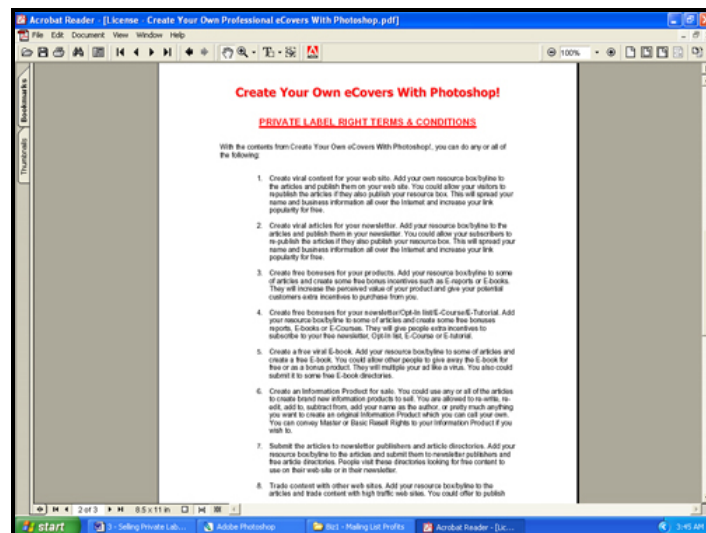 Acrobat Reader - [License - Create Your Own Professional eCovers With Photoshop.pdf]
File Edit Document View Window Help
100%
Bookmarks
Thumbnails
Create Your Own eCovers With Photoshop!
PRIVATE LABEL RIGHT TERMS & CONDITIONS
With the contents from Create Your Own eCovers With Photoshop!, you can do any or all of
the following:
1. Create viral content for your web site. Add your own resource box/byline to
the articles and publish them on your web site. You could allow your visitors to
republish the articles if they also publish your resource box. This will spread your
name and business information all over the Internet and increase your link
popularity for free.
2. Create viral articles for your newsletter. Add your resource box/byline to the
articles and publish them in your newsletter. You could allow your subscribers to
re-publish the articles if they also publish your resource box. This will spread your
name and business information all over the Internet and increase your link
popularity for free.
3. Create free boneses for your products. Add your resource box/byline to some
of articles and create some free bonus incentives such as E-reports or E-books.
They will increase the perceived value of your product and give your potential
customers extra incentives to purchase from you.
4. Create free boneses for your newsletter/Opt-In list/E-Course/E-Tutorial. Add
your resource box/byline to some of articles and create some free bonuses
reports, E-books or E-Courses. They will give people extra incentives to
subscribe to your free newsletter, Opt-in list, E-Course or E-tutorial.
5. Create a free viral E-book. Add your resource box/byline to some of articles and
create a free E-book. You could allow other people to give away the E-book for
free or as a bonus product. They will multiple your ad like a virus. You also could
submit it to some free E-book directories.
6. Create an Information Product for sale. You could use any or all of the articles
to create brand new information products to sell. You are allowed to re-write, re-
edit, add to, subtract from, add your name as the author, or pretty much anything
you want to create an original Information Product which you can call your own.
You can convey Master or Basic Resell Rights to your Information Product if you
wish to.
7. Submit the articles to newsletter publishers and article directories. Add your
resource box/byline to the articles and submit them to newsletter publishers and
free article directories. People visit these directories looking for free content to
use on their web site or in their newsletter.
8. Trade content with other web sites. Add your resource box/byline to the
articles and trade content with high traffic web sites. You could offer to publish
2 of 3 8.5 x 11 in
start 3 - Selling Private Lab... Adobe Photoshop Biz1 - Mailing List Profits Acrobat Reader - [Lic... 3:45 AM